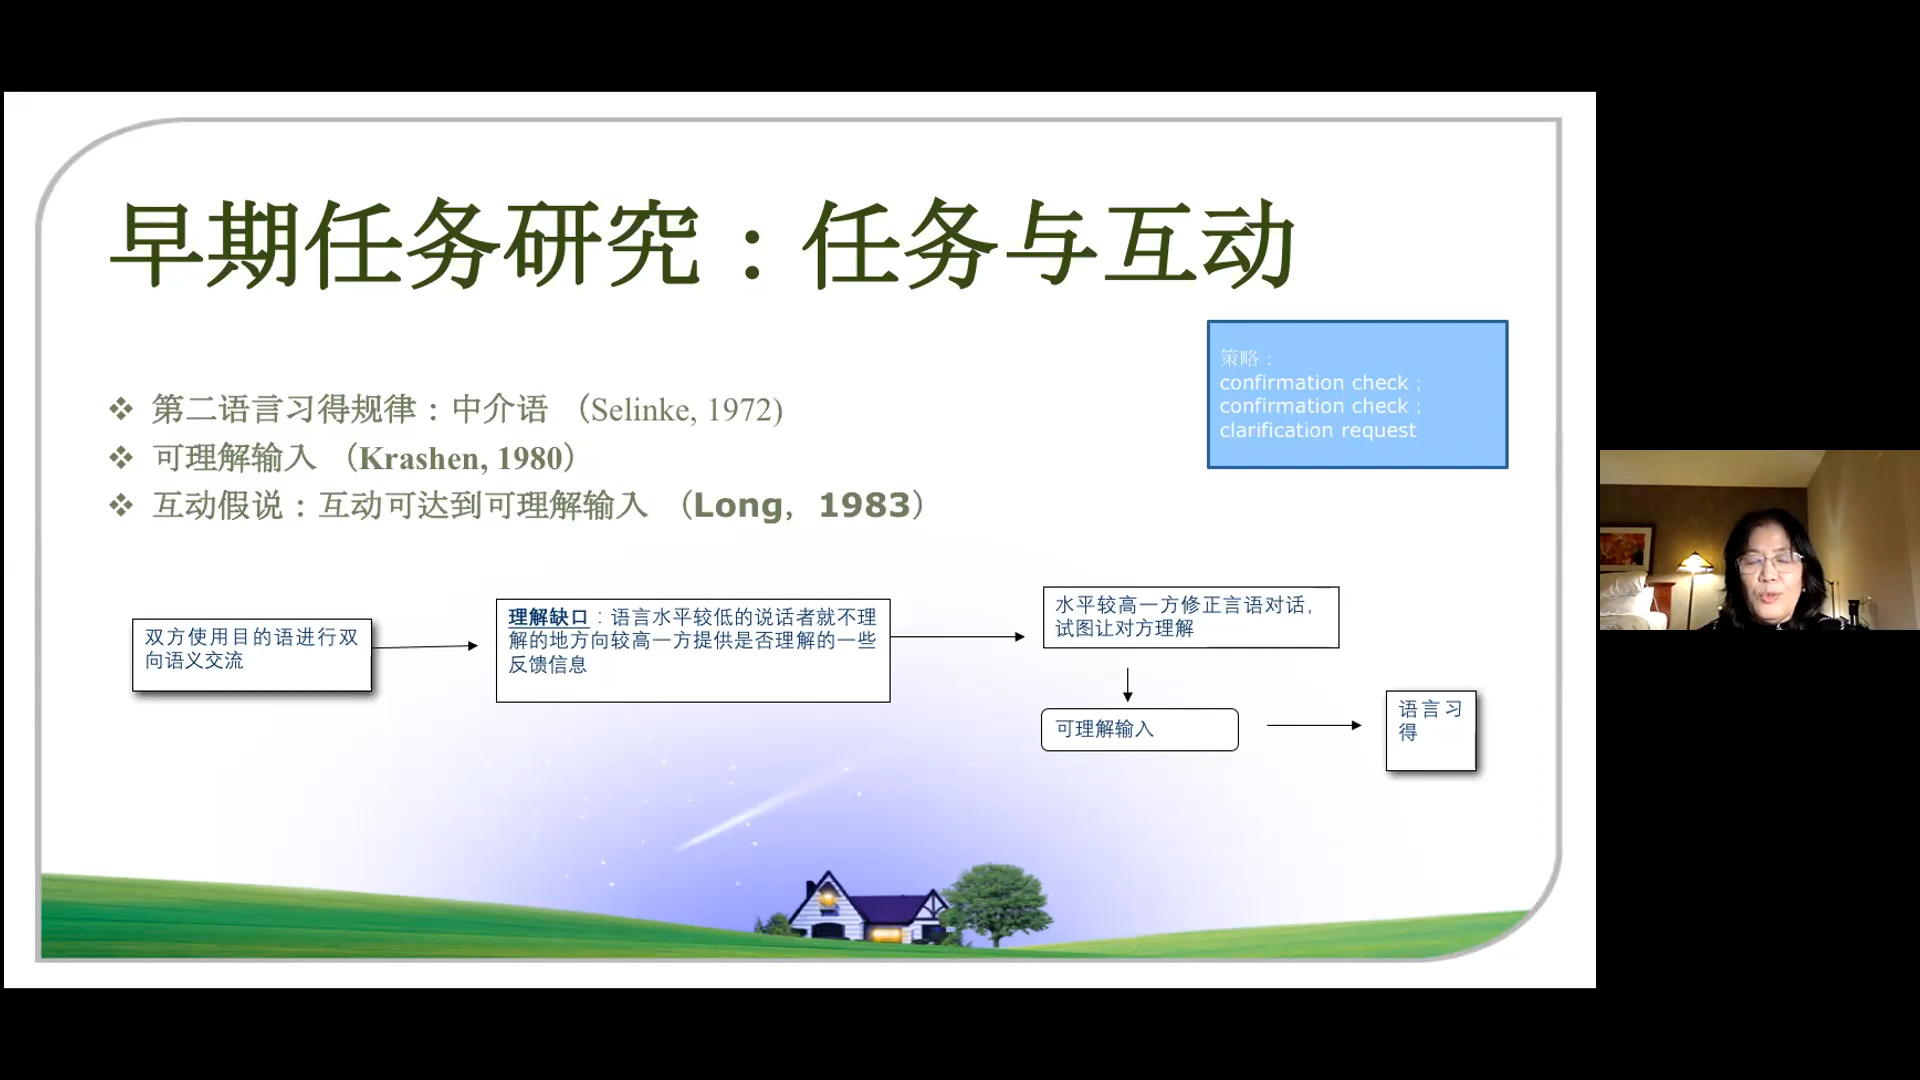 早期任务研究：任务与互动
策略：
confirmation check；
confirmation check；
clarification request
❖ 第二语言习得规律：中介语 （Selinke, 1972)
❖ 可理解输入 （Krashen, 1980）
❖ 互动假说：互动可达到可理解输入 （Long，1983）
双方使用目的语进行双
向语义交流
理解缺口：语言水平较低的说话者就不理
解的地方向较高一方提供是否理解的一些
反馈信息
水平较高一方修正言语对话，
试图让对方理解
可理解输入
语言习
得